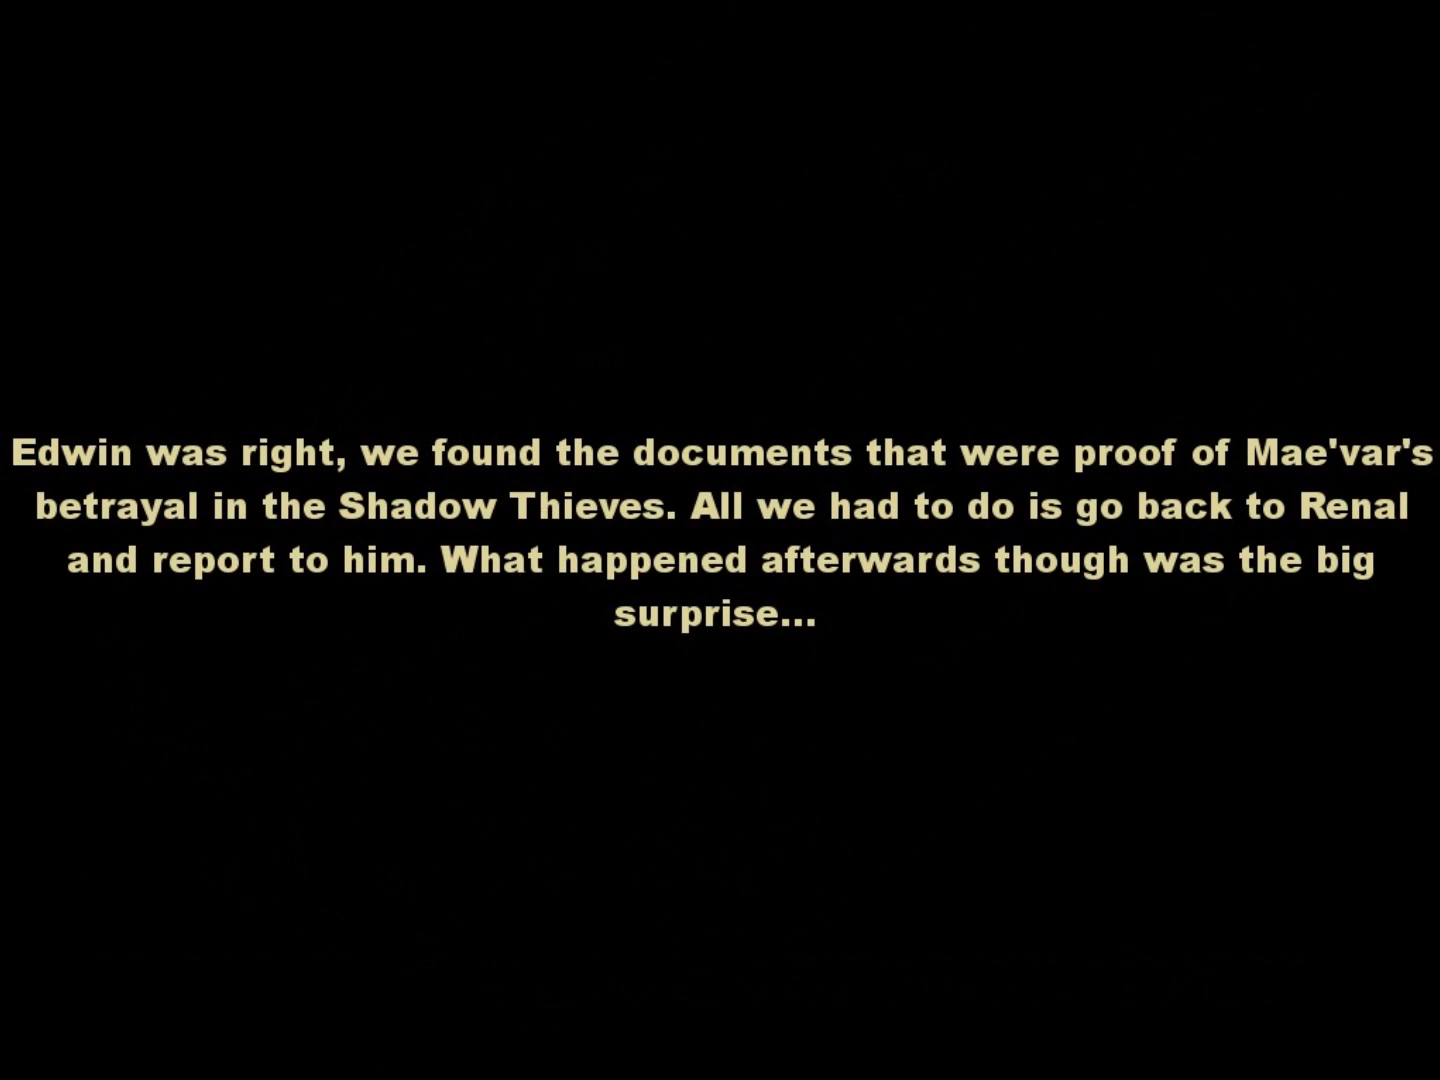 Edwin was right, we found the documents that were proof of Mae'var's
betrayal in the Shadow Thieves. All we had to do is go back to Renal
and report to him. What happened afterwards though was the big
surprise...